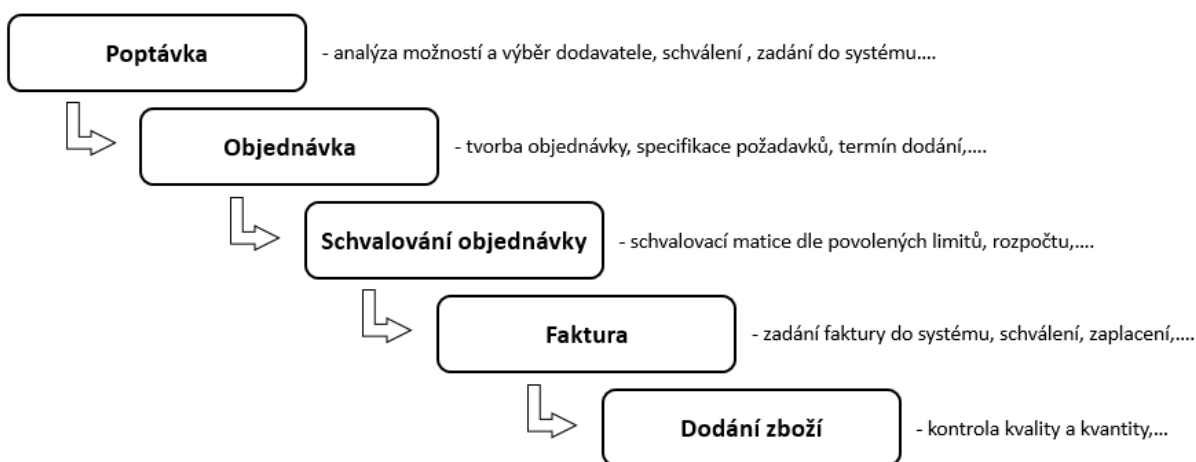 Poptávka - analýza možností a výběr dodavatele, schválení , zadání do systému....
Objednávka - tvorba objednávky, specifikace požadavků, termín dodání,....
Schvalování objednávky - schvalovací matice dle povolených limitů, rozpočtu,....
Faktura - zadání faktury do systému, schválení, zaplacení,....
Dodání zboží - kontrola kvality a kvantity,...